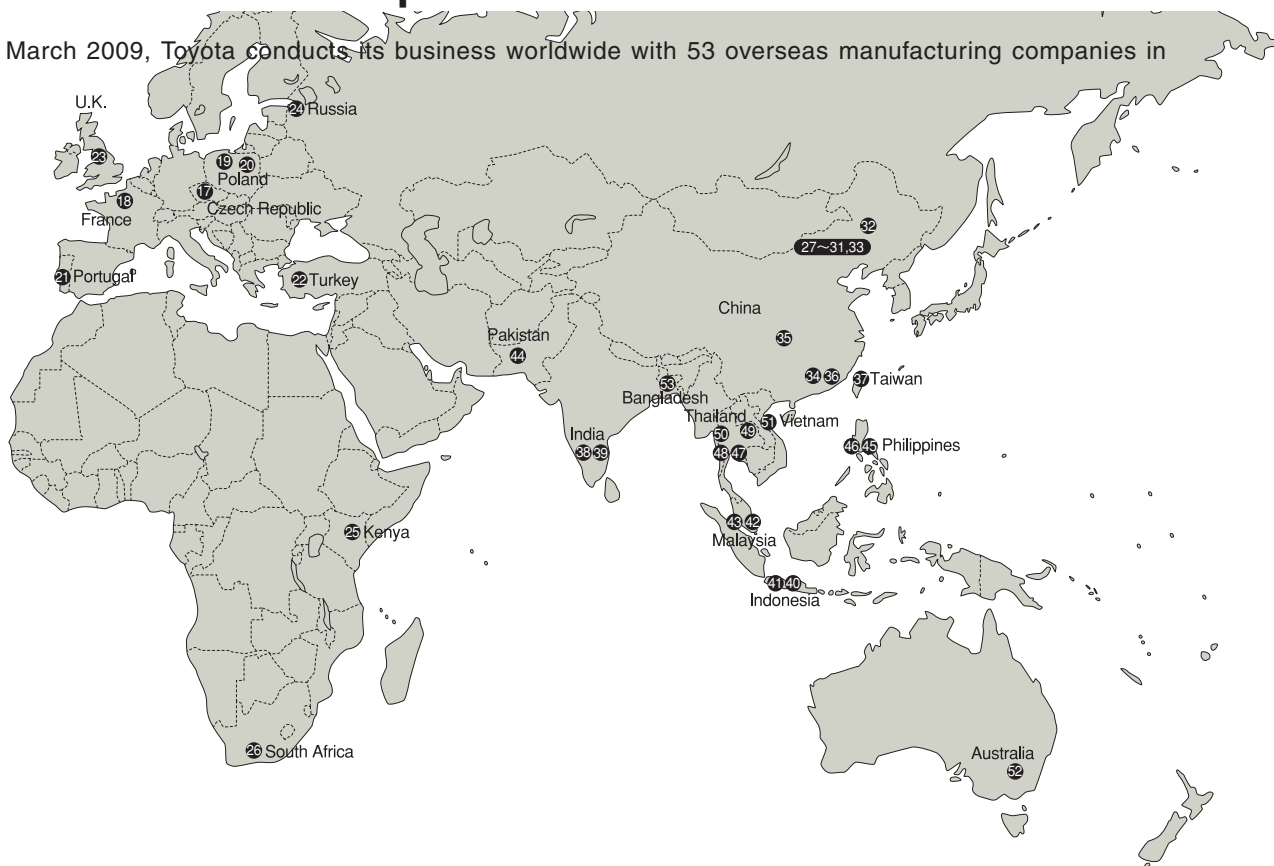 March 2009, Toyota conducts its business worldwide with 53 overseas manufacturing companies in
U.K.
24 Russia
23
19 20
Poland
17
Czech Republic
18
France
32
27〜31,33
21 Portugal
22 Turkey
China
35
Pakistan
44
34 36
37 Taiwan
53
Bangladesh
Thailand
50 49
51 Vietnam
India
38 39
48 47
46 45 Philippines
43 42
Malaysia
25 Kenya
41 40
Indonesia
26 South Africa
Australia
52